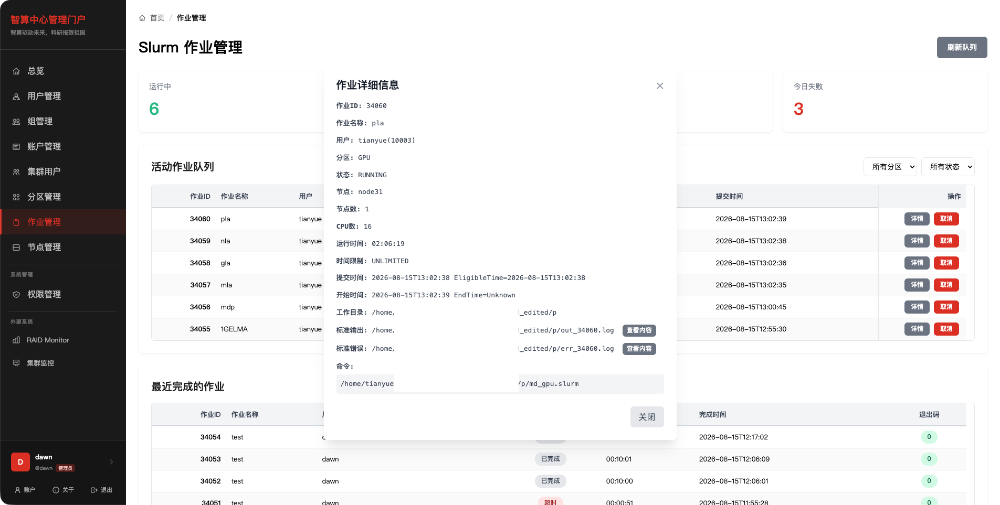 智算中心管理门户
智算驱动未来，科研报效祖国
总览
用户管理
组管理
账户管理
集群用户
分区管理
作业管理
节点管理
系统管理
权限管理
外部系统
RAID Monitor
集群监控
D
dawn
@dawn 管理员
账户 关于 退出
首页 / 作业管理
Slurm 作业管理
刷新队列
运行中
6
今日失败
3
活动作业队列
所有分区 所有状态
作业ID 作业名称 用户 提交时间 操作
34060 pla tianyue 2026-08-15T13:02:39 详情 取消
34059 nla tianyue 2026-08-15T13:02:38 详情 取消
34058 gla tianyue 2026-08-15T13:02:36 详情 取消
34057 mla tianyue 2026-08-15T13:02:35 详情 取消
34056 mdp tianyue 2026-08-15T13:00:45 详情 取消
34055 1GELMA tianyue 2026-08-15T12:55:30 详情 取消
作业详细信息
作业ID: 34060
作业名称: pla
用户: tianyue(10003)
分区: GPU
状态: RUNNING
节点: node31
节点数: 1
CPU数: 16
运行时间: 02:06:19
时间限制: UNLIMITED
提交时间: 2026-08-15T13:02:38 EligibleTime=2026-08-15T13:02:38
开始时间: 2026-08-15T13:02:39 EndTime=Unknown
工作目录: /home/ _edited/p
标准输出: /home/ _edited/p/out_34060.log 查看内容
标准错误: /home/ _edited/p/err_34060.log 查看内容
命令:
/home/tianyue /p/md_gpu.slurm
关闭
最近完成的作业
作业ID 作业名称 完成时间 退出码
34054 test 2026-08-15T12:17:02 0
34053 test dawn 已完成 00:10:01 2026-08-15T12:06:09 0
34052 test dawn 已完成 00:10:00 2026-08-15T12:06:01 0
34051 test dawn 超时 00:00:51 2026-08-15T11:55:28 0